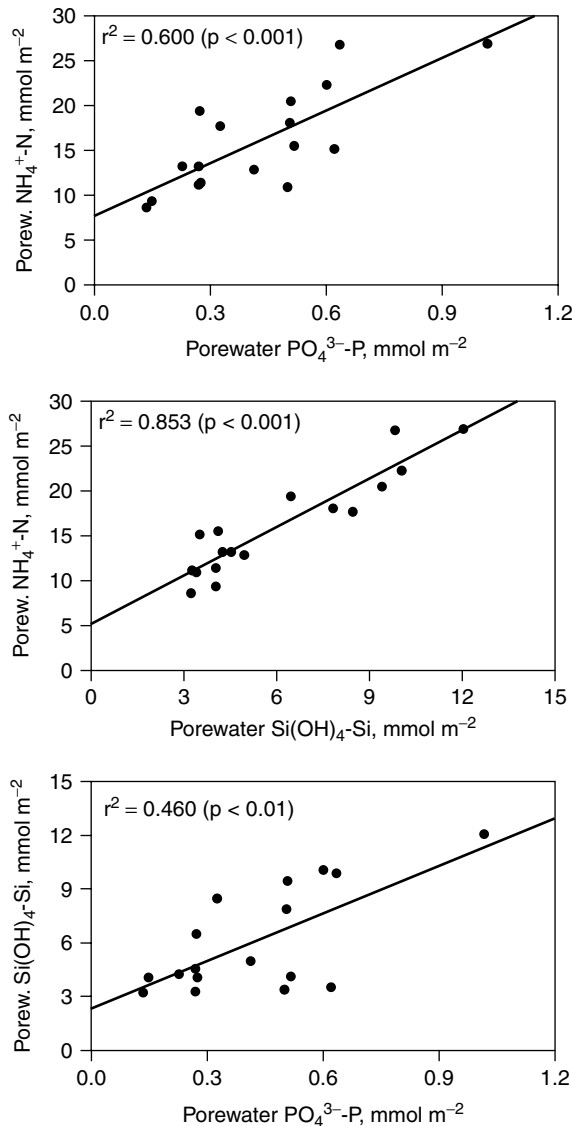 r² = 0.600 (p < 0.001)
30
25
20
15
10
5
0
Porew. NH₄⁺-N, mmol m⁻²
0.0 0.3 0.6 0.9 1.2
Porewater PO₄³⁻-P, mmol m⁻²
r² = 0.853 (p < 0.001)
30
25
20
15
10
5
0
Porew. NH₄⁺-N, mmol m⁻²
0 3 6 9 12 15
Porewater Si(OH)₄-Si, mmol m⁻²
r² = 0.460 (p < 0.01)
15
12
9
6
3
0
Porew. Si(OH)₄-Si, mmol m⁻²
0.0 0.3 0.6 0.9 1.2
Porewater PO₄³⁻-P, mmol m⁻²